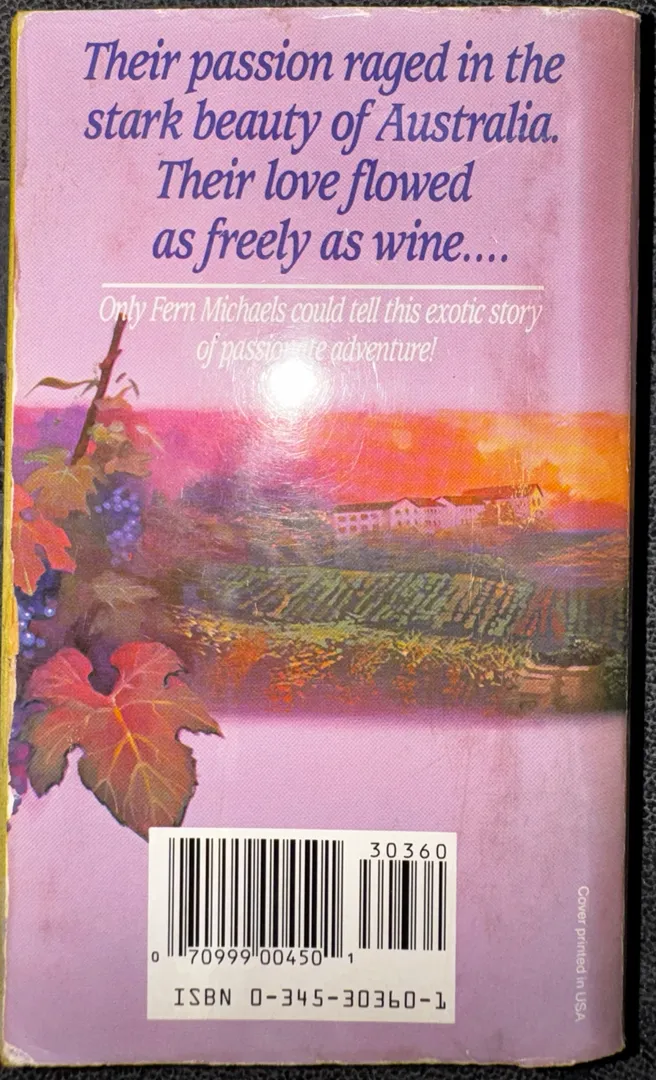 Their passion raged in the
stark beauty of Australia.
Their love flowed
as freely as wine....
Only Fern Michaels could tell this exotic story
of passionate adventure!
30360
0 70999 00450 1
ISBN 0-345-30360-1
Cover printed in USA